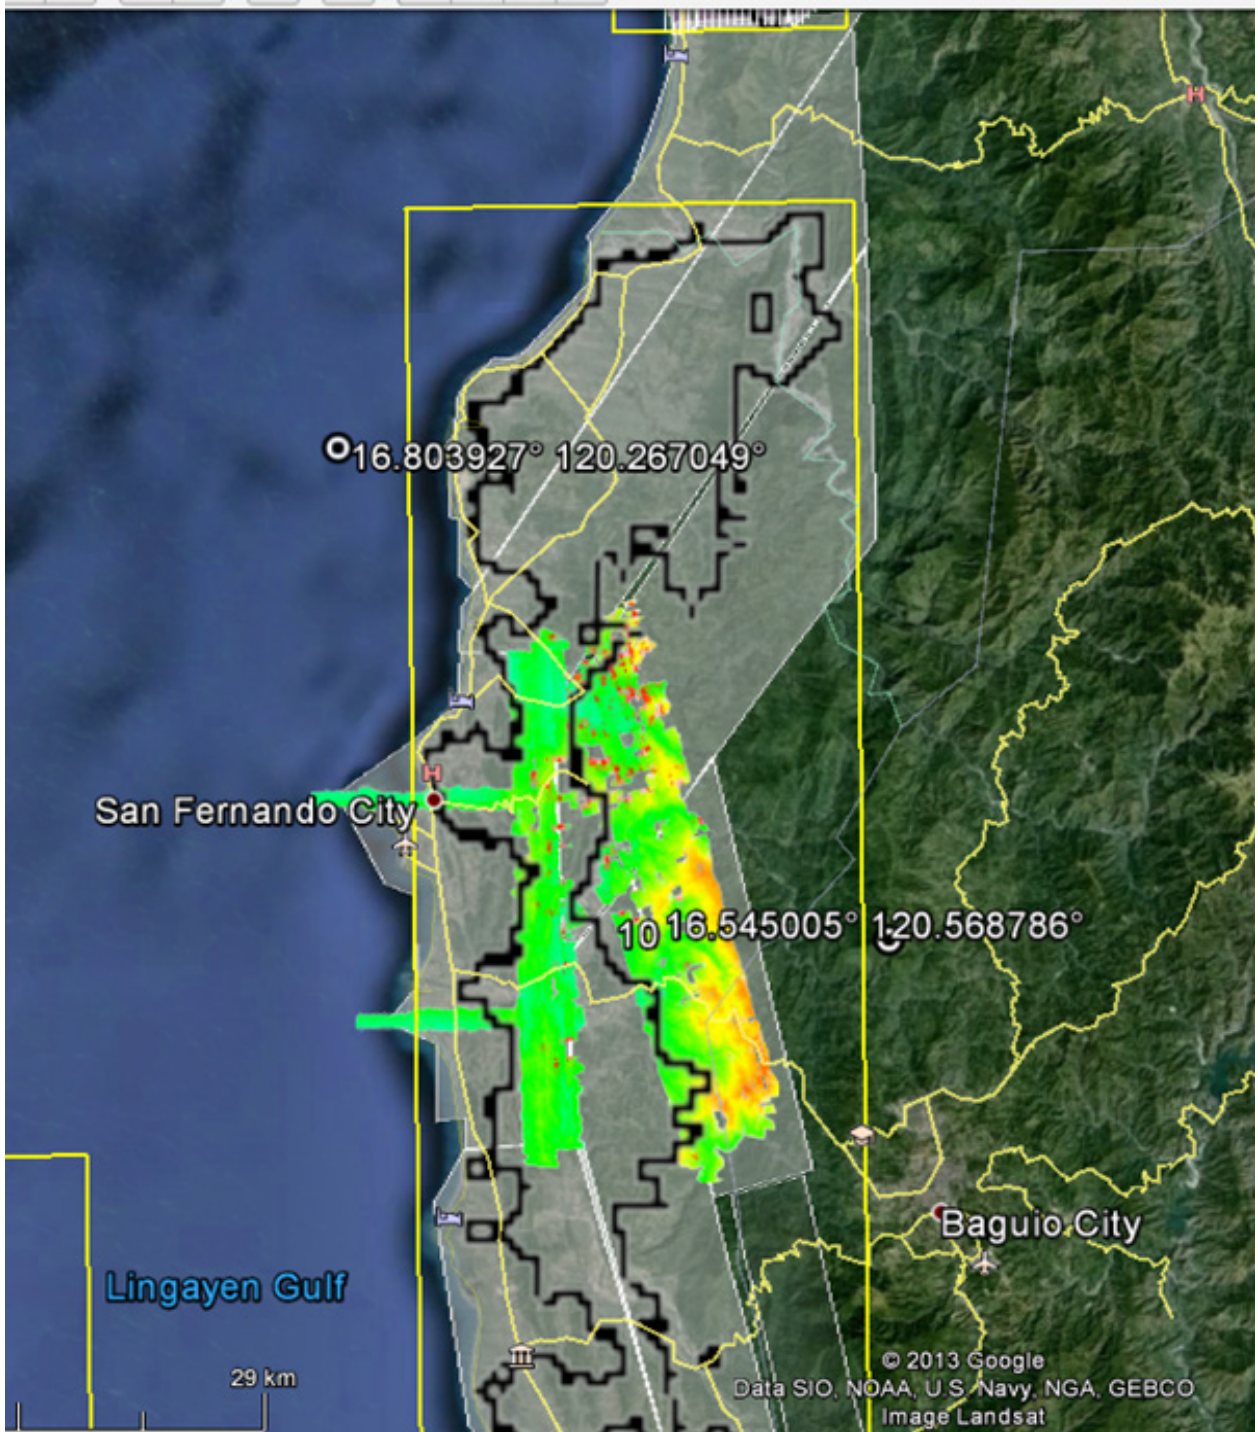 H
16.803927° 120.267049°
H
San Fernando City
10
16.545005° 120.568786°
Baguio City
Lingayen Gulf
29 km
© 2013 Google
Data SIO, NOAA, U.S. Navy, NGA, GEBCO
Image Landsat